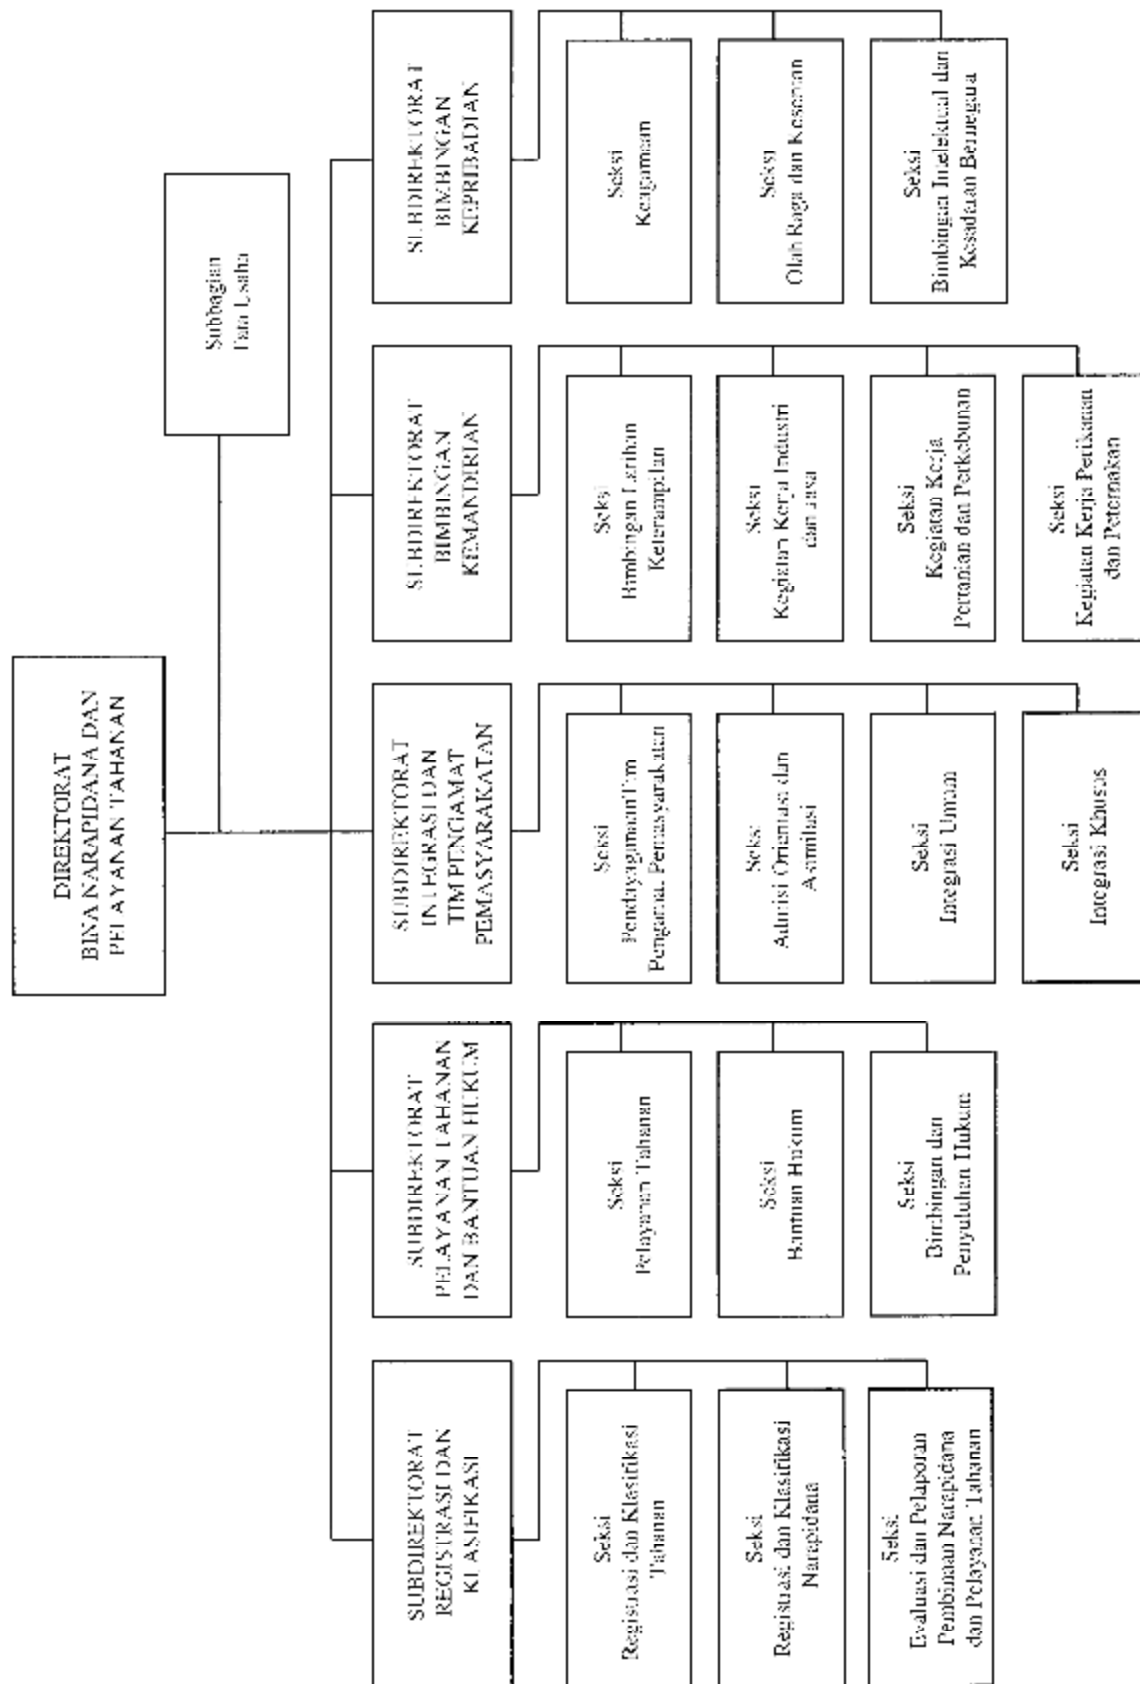 DIREKTORAT
BINA NARAPIDANA DAN
PELAYANAN TAHANAN
Subbagian
Tata Usaha
SUBDIREKTORAT
REGISTRASI DAN
KLASIFIKASI
SUBDIREKTORAT
PELAYANAN TAHANAN
DAN BANTUAN HUKUM
SUBDIREKTORAT
INTEGRASI DAN
TIM PENGAMAT
PEMASYARAKATAN
SUBDIREKTORAT
BIMBINGAN
KEMANDIRIAN
SUBDIREKTORAT
BIMBINGAN
KEPRIBADIAN
Seksi
Registrasi dan Klasifikasi
Tahanan
Seksi
Pelayanan Tahanan
Seksi
Pendayagunaan Tim
Pengamat Pemasyarakatan
Seksi
Bimbingan Latihan
Keterampilan
Seksi
Keagamaan
Seksi
Registrasi dan Klasifikasi
Narapidana
Seksi
Bantuan Hukum
Seksi
Admisi Orientasi dan
Asimilasi
Seksi
Kegiatan Kerja Industri
dan Jasa
Seksi
Olah Raga dan Kesenian
Seksi
Evaluasi dan Pelaporan
Pembinaan Narapidana
dan Pelayanan Tahanan
Seksi
Bimbingan dan
Penyuluhan Hukum
Seksi
Integrasi Umum
Seksi
Kegiatan Kerja
Pertanian dan Perkebunan
Seksi
Bimbingan Intelektual dan
Kesadaran Bernegara
Seksi
Integrasi Khusus
Seksi
Kegiatan Kerja Perikanan
dan Peternakan